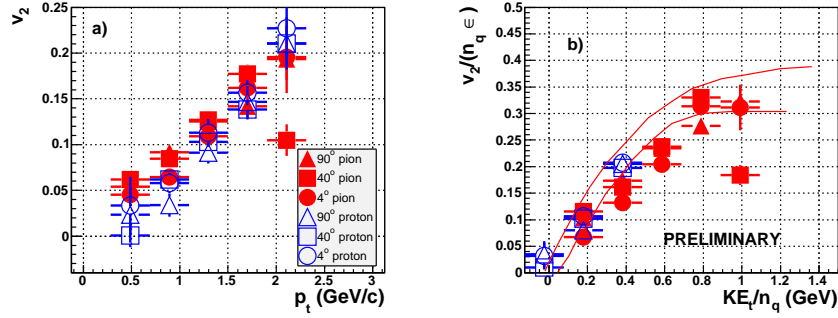 v2
a)
0.25
0.2
0.15
0.1
0.05
0
90° pion
40° pion
4° pion
90° proton
40° proton
4° proton
0 0.5 1 1.5 2 2.5 3
pt (GeV/c)
v2/(nq ∈)
b)
0.5
0.45
0.4
0.35
0.3
0.25
0.2
0.15
0.1
0.05
0
PRELIMINARY
-0 0.2 0.4 0.6 0.8 1 1.2 1.4
KEt/nq (GeV)